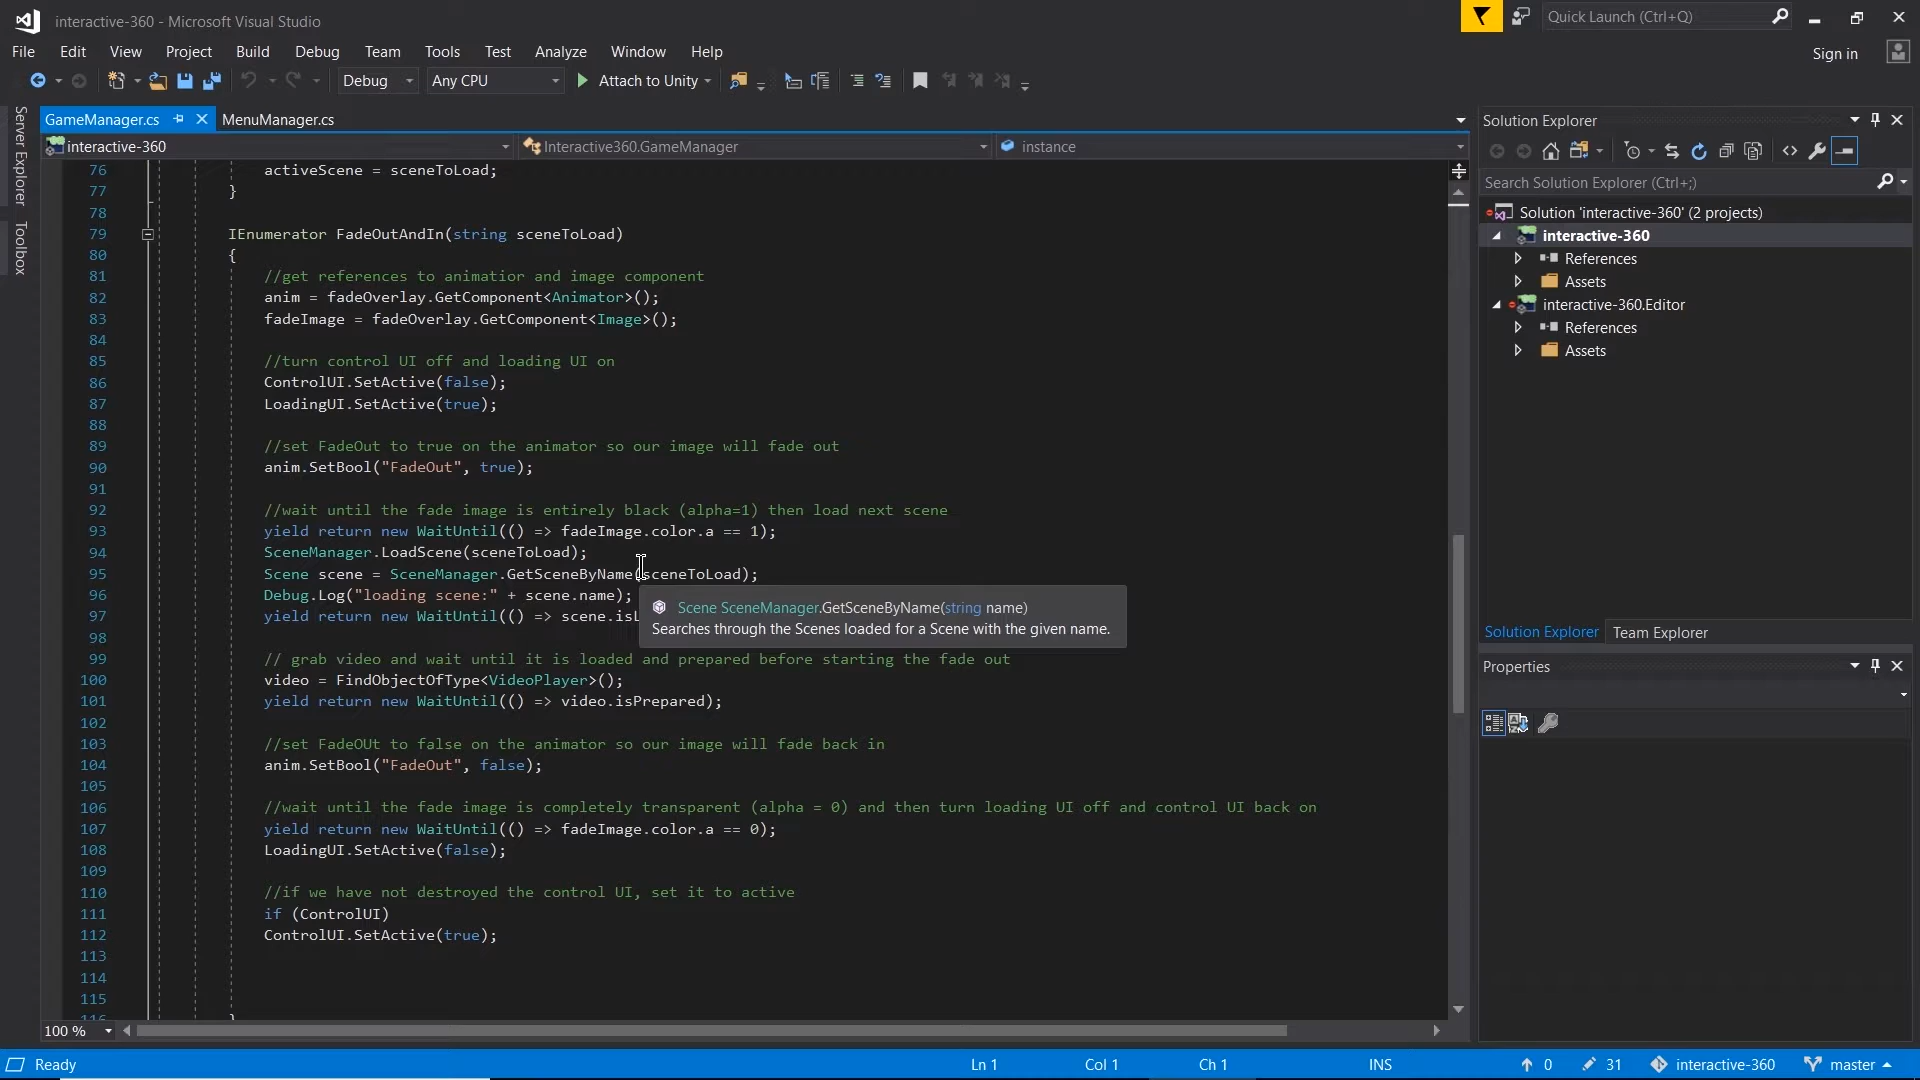 interactive-360 - Microsoft Visual Studio
Quick Launch (Ctrl+Q)
File Edit View Project Build Debug Team Tools Test Analyze Window Help
Sign in
Debug Any CPU Attach to Unity
Server Explorer
Toolbox
GameManager.cs MenuManager.cs
interactive-360 Interactive360.GameManager instance
76 activeScene = sceneToLoad;
77 }
78
79 IEnumerator FadeOutAndIn(string sceneToLoad)
80 {
81 //get references to animatior and image component
82 anim = fadeOverlay.GetComponent<Animator>();
83 fadeImage = fadeOverlay.GetComponent<Image>();
84
85 //turn control UI off and loading UI on
86 ControlUI.SetActive(false);
87 LoadingUI.SetActive(true);
88
89 //set FadeOut to true on the animator so our image will fade out
90 anim.SetBool("FadeOut", true);
91
92 //wait until the fade image is entirely black (alpha=1) then load next scene
93 yield return new WaitUntil(() => fadeImage.color.a == 1);
94 SceneManager.LoadScene(sceneToLoad);
95 Scene scene = SceneManager.GetSceneByName(sceneToLoad);
96 Debug.Log("loading scene:" + scene.name);
97 yield return new WaitUntil(() => scene.isL
Scene SceneManager.GetSceneByName(string name)
Searches through the Scenes loaded for a Scene with the given name.
98
99 // grab video and wait until it is loaded and prepared before starting the fade out
100 video = FindObjectOfType<VideoPlayer>();
101 yield return new WaitUntil(() => video.isPrepared);
102
103 //set FadeOUt to false on the animator so our image will fade back in
104 anim.SetBool("FadeOut", false);
105
106 //wait until the fade image is completely transparent (alpha = 0) and then turn loading UI off and control UI back on
107 yield return new WaitUntil(() => fadeImage.color.a == 0);
108 LoadingUI.SetActive(false);
109
110 //if we have not destroyed the control UI, set it to active
111 if (ControlUI)
112 ControlUI.SetActive(true);
113
114
115
116 }
100 %
Solution Explorer
Search Solution Explorer (Ctrl+;)
Solution 'interactive-360' (2 projects)
interactive-360
References
Assets
interactive-360.Editor
References
Assets
Solution Explorer Team Explorer
Properties
Ready Ln 1 Col 1 Ch 1 INS 0 31 interactive-360 master